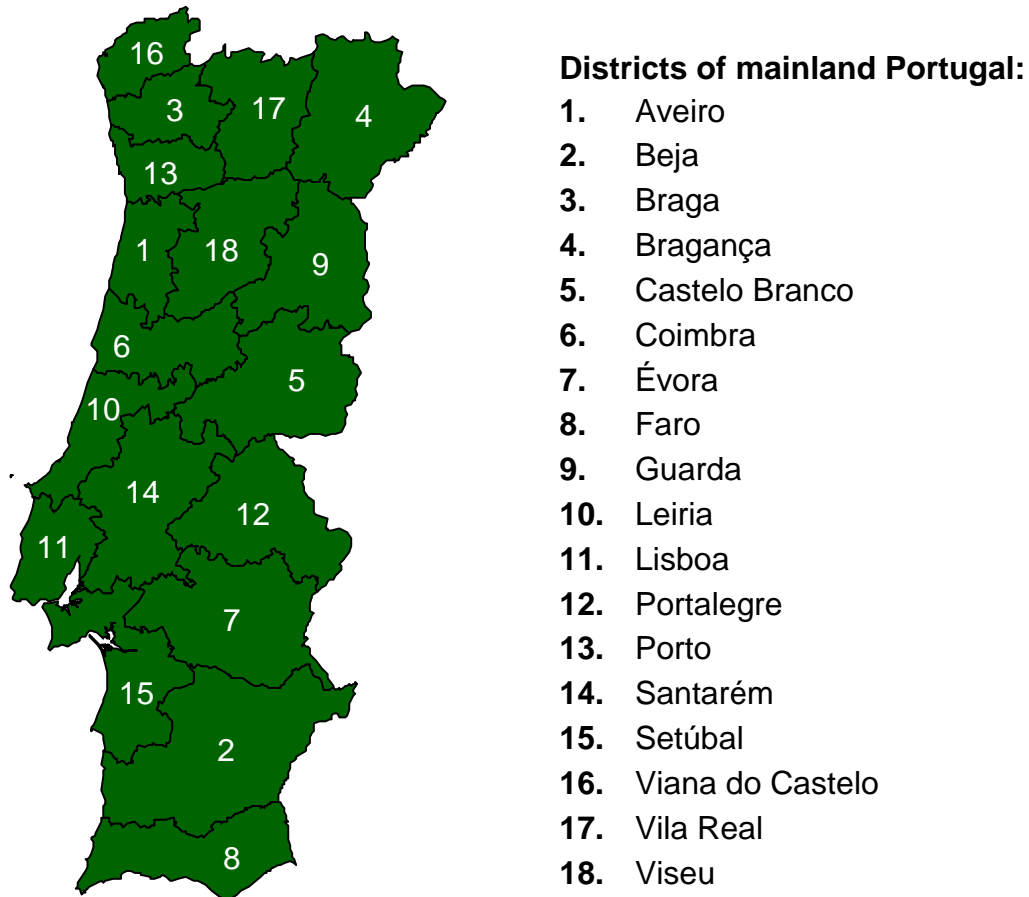 Districts of mainland Portugal:
1. Aveiro
2. Beja
3. Braga
4. Bragança
5. Castelo Branco
6. Coimbra
7. Évora
8. Faro
9. Guarda
10. Leiria
11. Lisboa
12. Portalegre
13. Porto
14. Santarém
15. Setúbal
16. Viana do Castelo
17. Vila Real
18. Viseu
16
3
17
4
13
1
18
9
6
5
10
14
12
11
7
15
2
8